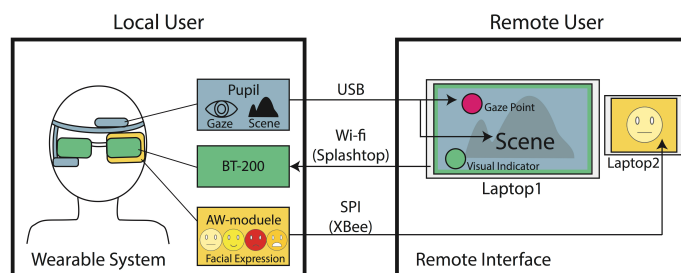 Local User
Remote User
Pupil
Gaze
Scene
USB
Gaze Point
Scene
Visual Indicator
Laptop1
Laptop2
Wi-fi
(Splashtop)
BT-200
SPI
(XBee)
AW-moduele
Facial Expression
Wearable System
Remote Interface